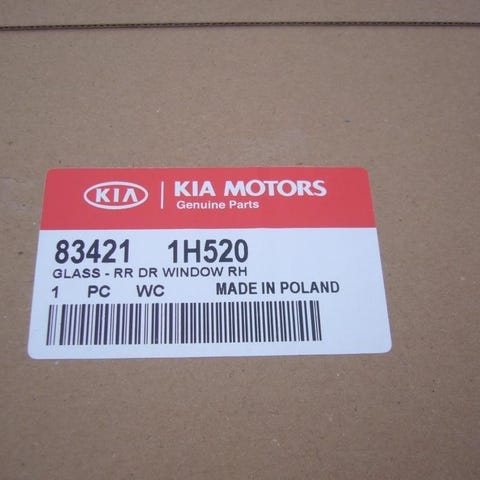 KIA
KIA MOTORS
Genuine Parts
83421 1H520
GLASS - RR DR WINDOW RH
1 PC WC MADE IN POLAND